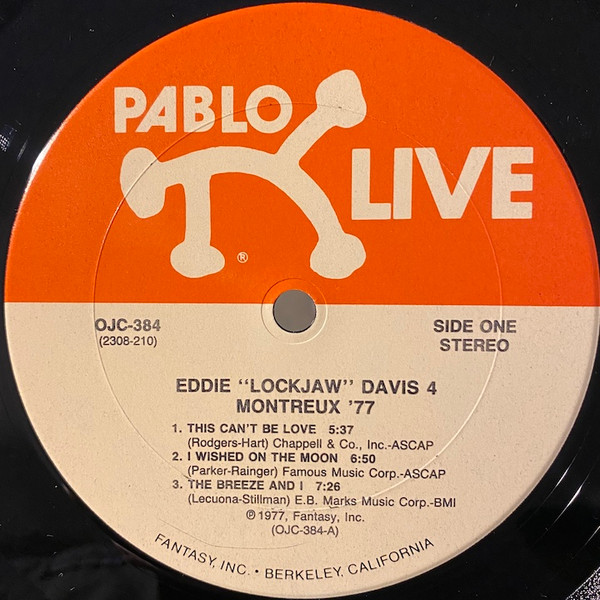 PABLO
LIVE
®
OJC-384
(2308-210)
SIDE ONE
STEREO
EDDIE "LOCKJAW" DAVIS 4
MONTREUX '77
1. THIS CAN'T BE LOVE 5:37
(Rodgers-Hart) Chappell & Co., Inc.-ASCAP
2. I WISHED ON THE MOON 6:50
(Parker-Rainger) Famous Music Corp.-ASCAP
3. THE BREEZE AND I 7:26
(Lecuona-Stillman) E.B. Marks Music Corp.-BMI
℗1977, Fantasy, Inc.
(OJC-384-A)
FANTASY, INC. • BERKELEY, CALIFORNIA